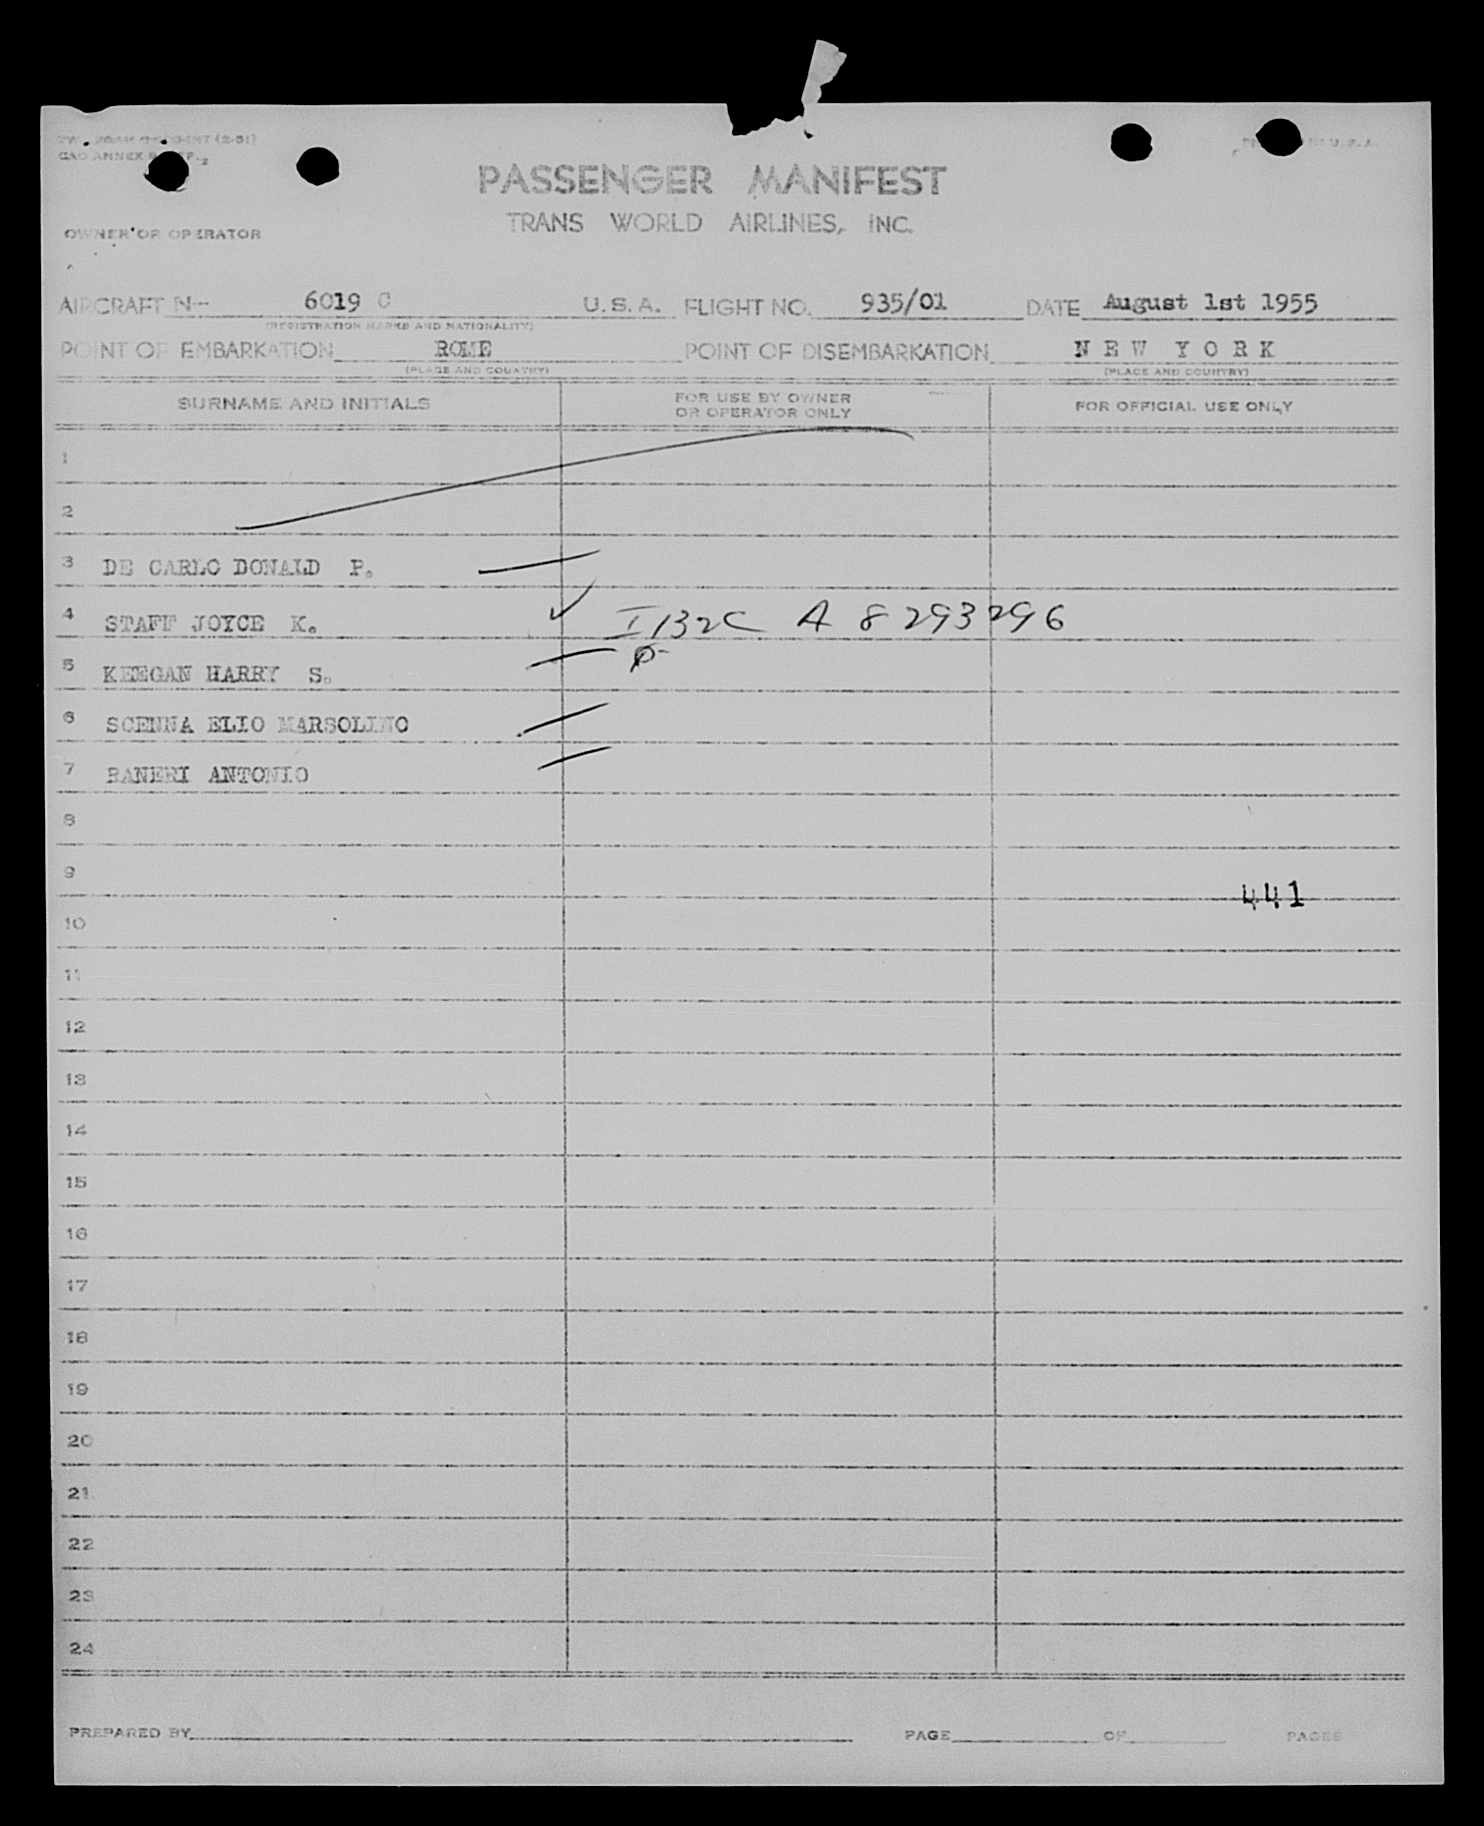 CAO ANNEX
PASSENGER MANIFEST
TRANS WORLD AIRLINES, INC.
OWNER OR OPERATOR
AIRCRAFT N- 6019 C U.S.A. FLIGHT NO. 935/01 DATE August 1st 1955
(REGISTRATION MARKS AND NATIONALITY)
POINT OF EMBARKATION ROME POINT OF DISEMBARKATION N E W Y O R K
(PLACE AND COUNTRY) (PLACE AND COUNTRY)
SURNAME AND INITIALS FOR USE BY OWNER OR OPERATOR ONLY FOR OFFICIAL USE ONLY
1
2
3 DE CARLO DONALD P.
4 STAFF JOYCE K. I 132C A 8293296
5 KEEGAN HARRY S.
6 SCENNA ELIO MARSOLINO
7 RANERI ANTONIO
8
9
441
10
11
12
13
14
15
16
17
18
19
20
21
22
23
24
PREPARED BY PAGE OF PAGES